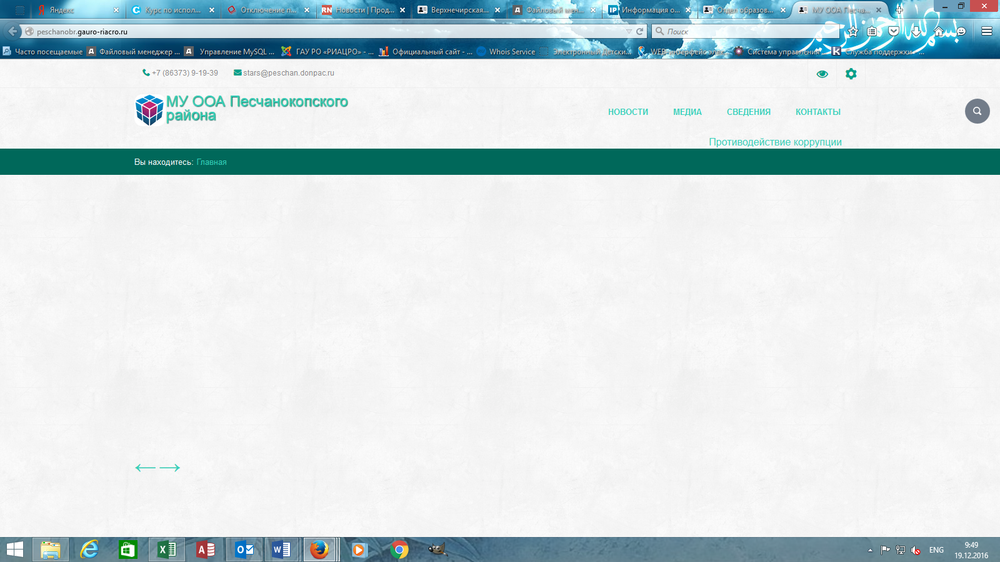 Яндекс
Курс по испол...
Отключение п...
RN Новости | Прод...
Верхнечирская...
Файловый мен...
IP Информация о...
Отдел образов...
МУ ООА Песча...
peschanobr.gauro-riacro.ru
Поиск
Часто посещаемые
Файловый менеджер ...
Управление MySQL ...
ГАУ РО «РИАЦРО» - ...
Официальный сайт - ...
Whois Service
Электронный Детски...
WEB-интерфейс элек...
Система управления
Служба поддержки - ...
+7 (86373) 9-19-39
stars@peschan.donpac.ru
МУ ООА Песчанокопского
района
НОВОСТИ
МЕДИА
СВЕДЕНИЯ
КОНТАКТЫ
Противодействие коррупции
Вы находитесь: Главная
←→
ENG
9:49
19.12.2016